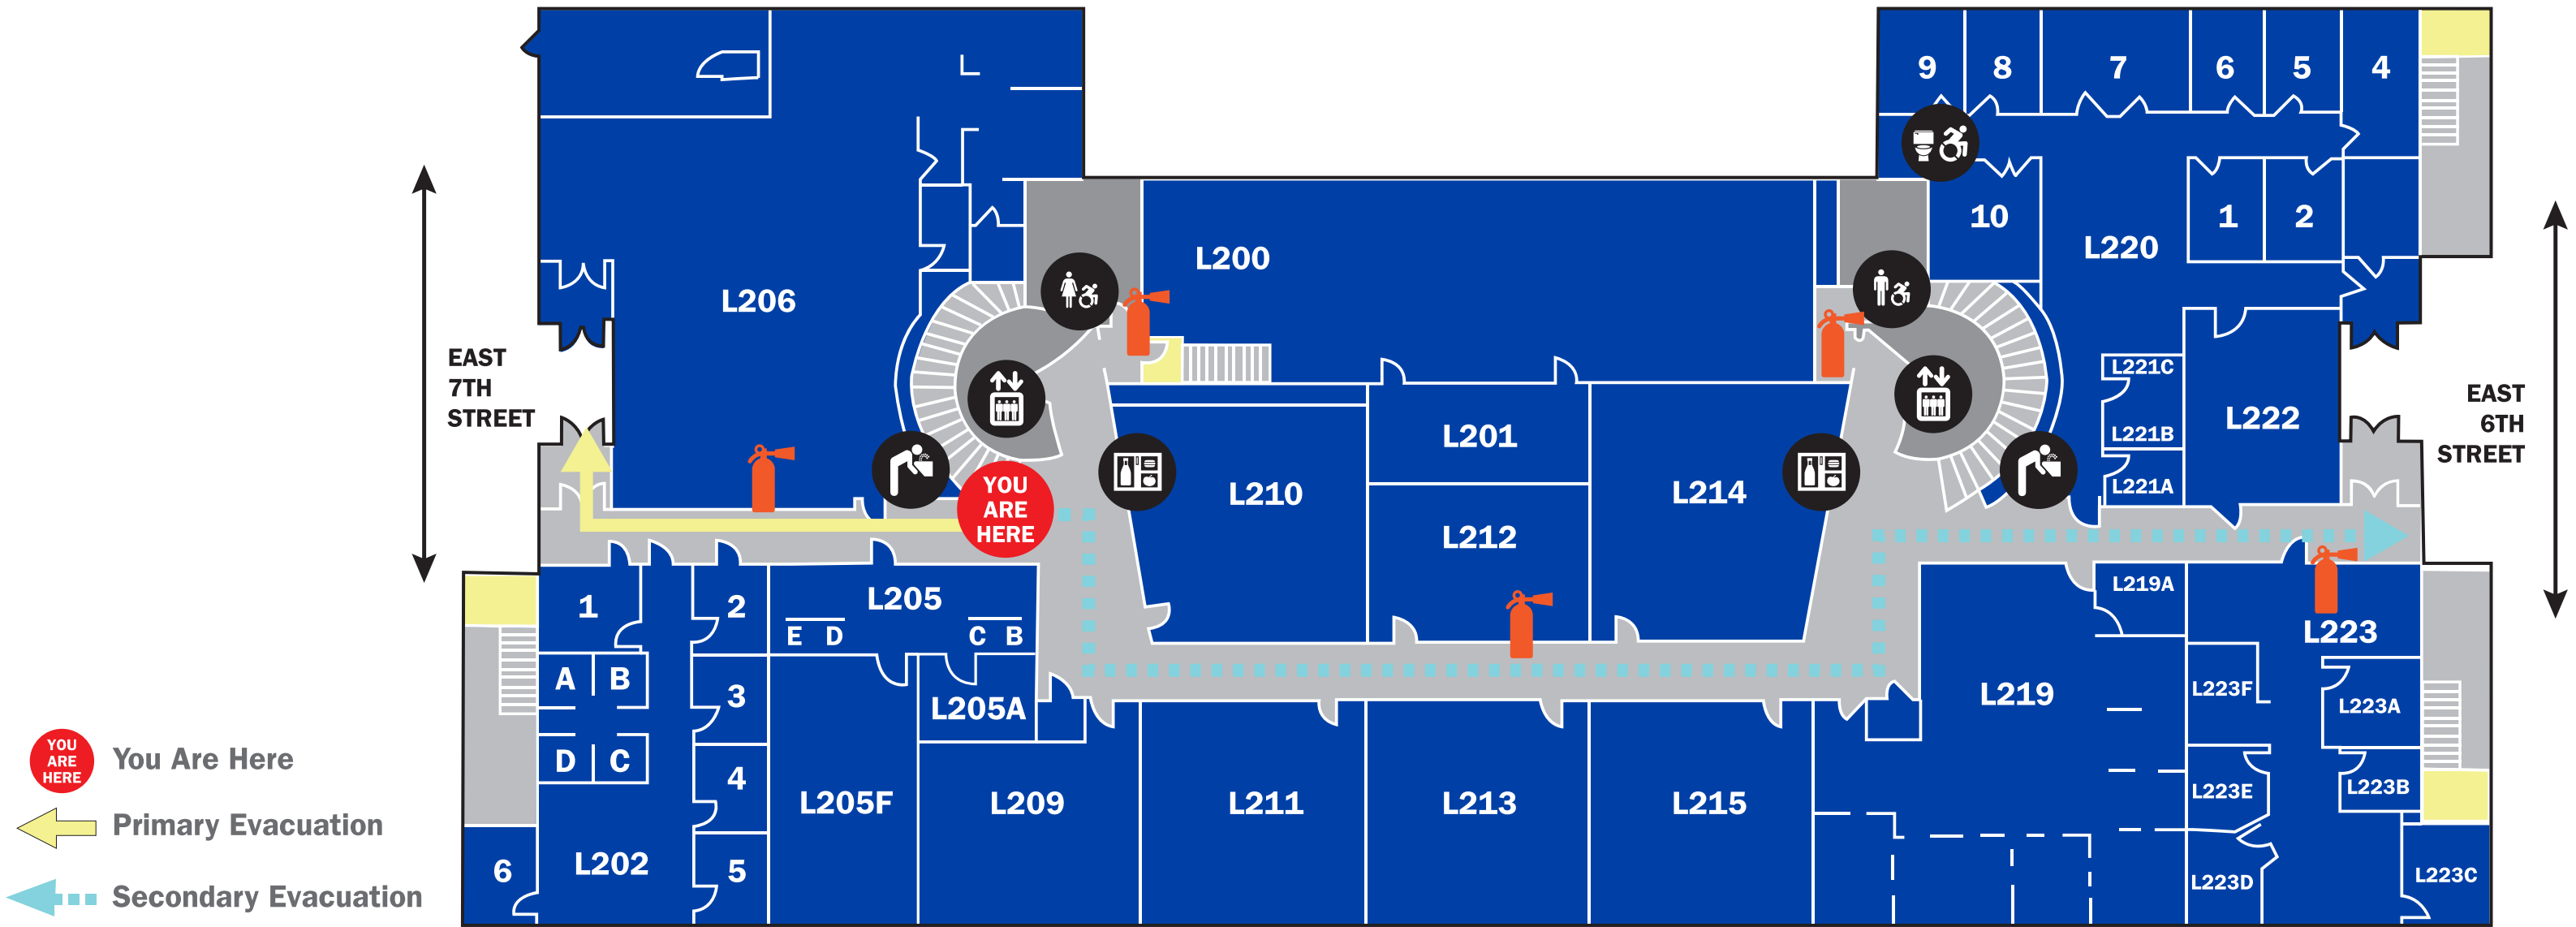 9 8 7 6 5 4
10
1 2
L200
L220
L206
EAST
7TH
STREET
EAST
6TH
STREET
L221C
L221B
L221A
L222
L201
L210
L214
L212
YOU
ARE
HERE
1
2
L205
E D
C B
L219A
L223
A B
3
L205A
L219
L223F
L223A
D C
4
L205F
L209
L211
L213
L215
L223E
L223B
6
L202
5
L223D
L223C
YOU
ARE
HERE
You Are Here
Primary Evacuation
Secondary Evacuation